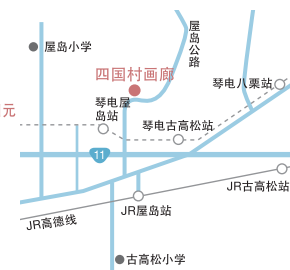 屋岛小学
屋
岛
公
路
四国村画廊
琴电八栗站
琴电屋
岛站
元
琴电古高松站
11
JR古高松站
JR屋岛站
JR高德线
古高松小学